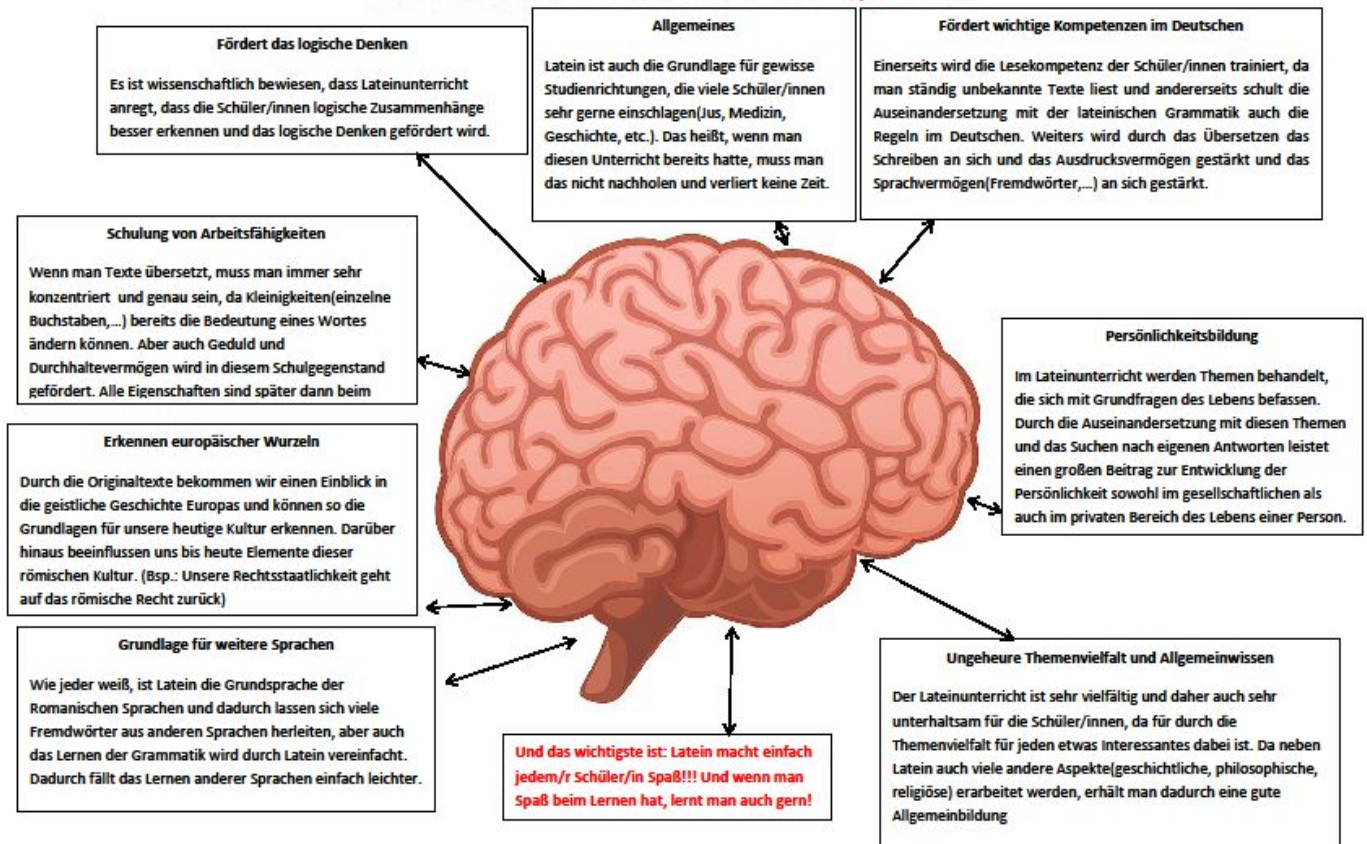 Fördert das logische Denken
Es ist wissenschaftlich bewiesen, dass Lateinunterricht
anregt, dass die Schüler/innen logische Zusammenhänge
besser erkennen und das logische Denken gefördert wird.
Allgemeines
Latein ist auch die Grundlage für gewisse
Studienrichtungen, die viele Schüler/innen
sehr gerne einschlagen(Jus, Medizin,
Geschichte, etc.). Das heißt, wenn man
diesen Unterricht bereits hatte, muss man
das nicht nachholen und verliert keine Zeit.
Fördert wichtige Kompetenzen im Deutschen
Einerseits wird die Lesekompetenz der Schüler/innen trainiert, da
man ständig unbekannte Texte liest und andererseits schult die
Auseinandersetzung mit der lateinischen Grammatik auch die
Regeln im Deutschen. Weiters wird durch das Übersetzen das
Schreiben an sich und das Ausdrucksvermögen gestärkt und das
Sprachvermögen(Fremdwörter,...) an sich gestärkt.
Schulung von Arbeitsfähigkeiten
Wenn man Texte übersetzt, muss man immer sehr
konzentriert und genau sein, da Kleinigkeiten(einzelne
Buchstaben,...) bereits die Bedeutung eines Wortes
ändern können. Aber auch Geduld und
Durchhaltevermögen wird in diesem Schulgegenstand
gefördert. Alle Eigenschaften sind später dann beim
Persönlichkeitsbildung
Im Lateinunterricht werden Themen behandelt,
die sich mit Grundfragen des Lebens befassen.
Durch die Auseinandersetzung mit diesen Themen
und das Suchen nach eigenen Antworten leistet
einen großen Beitrag zur Entwicklung der
Persönlichkeit sowohl im gesellschaftlichen als
auch im privaten Bereich des Lebens einer Person.
Erkennen europäischer Wurzeln
Durch die Originaltexte bekommen wir einen Einblick in
die geistliche Geschichte Europas und können so die
Grundlagen für unsere heutige Kultur erkennen. Darüber
hinaus beeinflussen uns bis heute Elemente dieser
römischen Kultur. (Bsp.: Unsere Rechtsstaatlichkeit geht
auf das römische Recht zurück)
Grundlage für weitere Sprachen
Wie jeder weiß, ist Latein die Grundsprache der
Romanischen Sprachen und dadurch lassen sich viele
Fremdwörter aus anderen Sprachen herleiten, aber auch
das Lernen der Grammatik wird durch Latein vereinfacht.
Dadurch fällt das Lernen anderer Sprachen einfach leichter.
Und das wichtigste ist: Latein macht einfach
jedem/r Schüler/in Spaß!!! Und wenn man
Spaß beim Lernen hat, lernt man auch gern!
Ungeheure Themenvielfalt und Allgemeinwissen
Der Lateinunterricht ist sehr vielfältig und daher auch sehr
unterhaltsam für die Schüler/innen, da für durch die
Themenvielfalt für jeden etwas Interessantes dabei ist. Da neben
Latein auch viele andere Aspekte(geschichtliche, philosophische,
religiöse) erarbeitet werden, erhält man dadurch eine gute
Allgemeinbildung